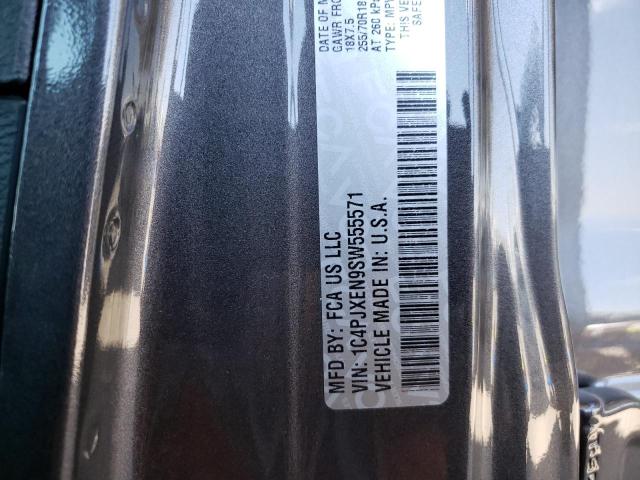 MFD BY: FCA US LLC
DATE OF M
GAWR FRO
18X7.5
255/70R18
AT 260 KPa
TYPE: MPV
THIS VE
SAFE
VIN: 1C4PJXEN9SW555571
VEHICLE MADE IN: U.S.A.